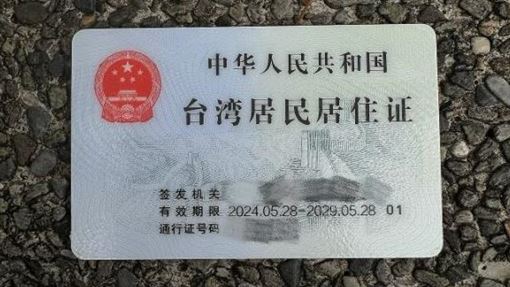 中华人民共和国
台湾居民居住证
签发机关
有效期限 2024.05.28-2029.05.28 01
通行证号码